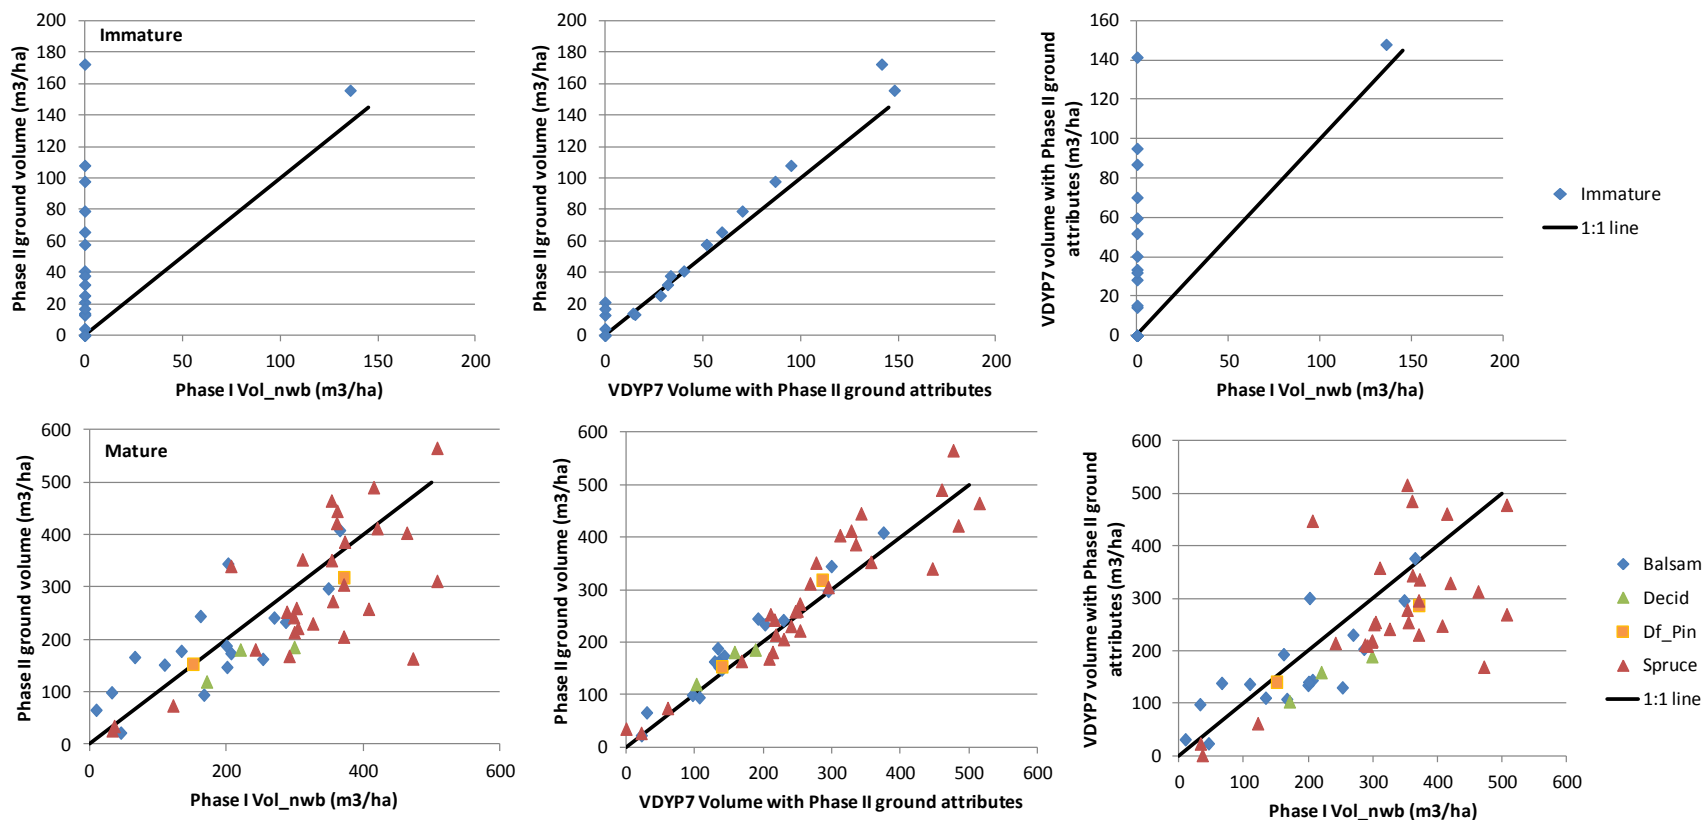 Immature
Phase II ground volume (m3/ha)
200
180
160
140
120
100
80
60
40
20
0
0 50 100 150 200
Phase I Vol_nwb (m3/ha)
Phase II ground volume (m3/ha)
200
180
160
140
120
100
80
60
40
20
0
0 50 100 150 200
VDYP7 Volume with Phase II ground attributes
VDYP7 volume with Phase II ground
attributes (m3/ha)
160
140
120
100
80
60
40
20
0
0 50 100 150 200
Phase I Vol_nwb (m3/ha)
Immature
1:1 line
Mature
Phase II ground volume (m3/ha)
600
500
400
300
200
100
0
0 200 400 600
Phase I Vol_nwb (m3/ha)
Phase II ground volume (m3/ha)
600
500
400
300
200
100
0
0 100 200 300 400 500 600
VDYP7 Volume with Phase II ground attributes
VDYP7 volume with Phase II ground
attributes (m3/ha)
600
500
400
300
200
100
0
0 100 200 300 400 500 600
Phase I Vol_nwb (m3/ha)
Balsam
Decid
Df_Pin
Spruce
1:1 line